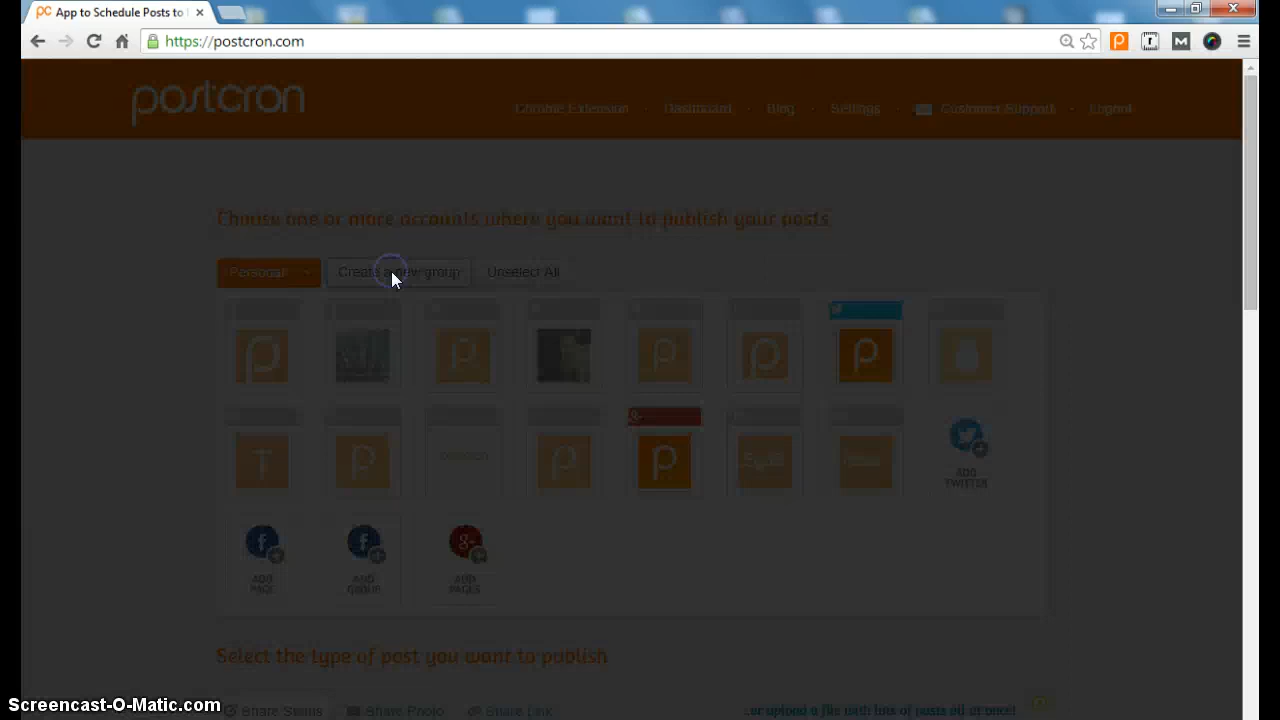 App to Schedule Posts to
https://postcron.com
postcron
Chrome Extension · Dashboard · Blog · Settings · Customer Support · Logout
Choose one or more accounts where you want to publish your posts
Personal
Create a new group
Unselect All
T
ADD TWITTER
ADD PAGE
ADD GROUP
ADD PAGES
Select the type of post you want to publish
Share Status
Share Photo
Share Link
...or upload a file with lots of posts all at once!
Screencast-O-Matic.com